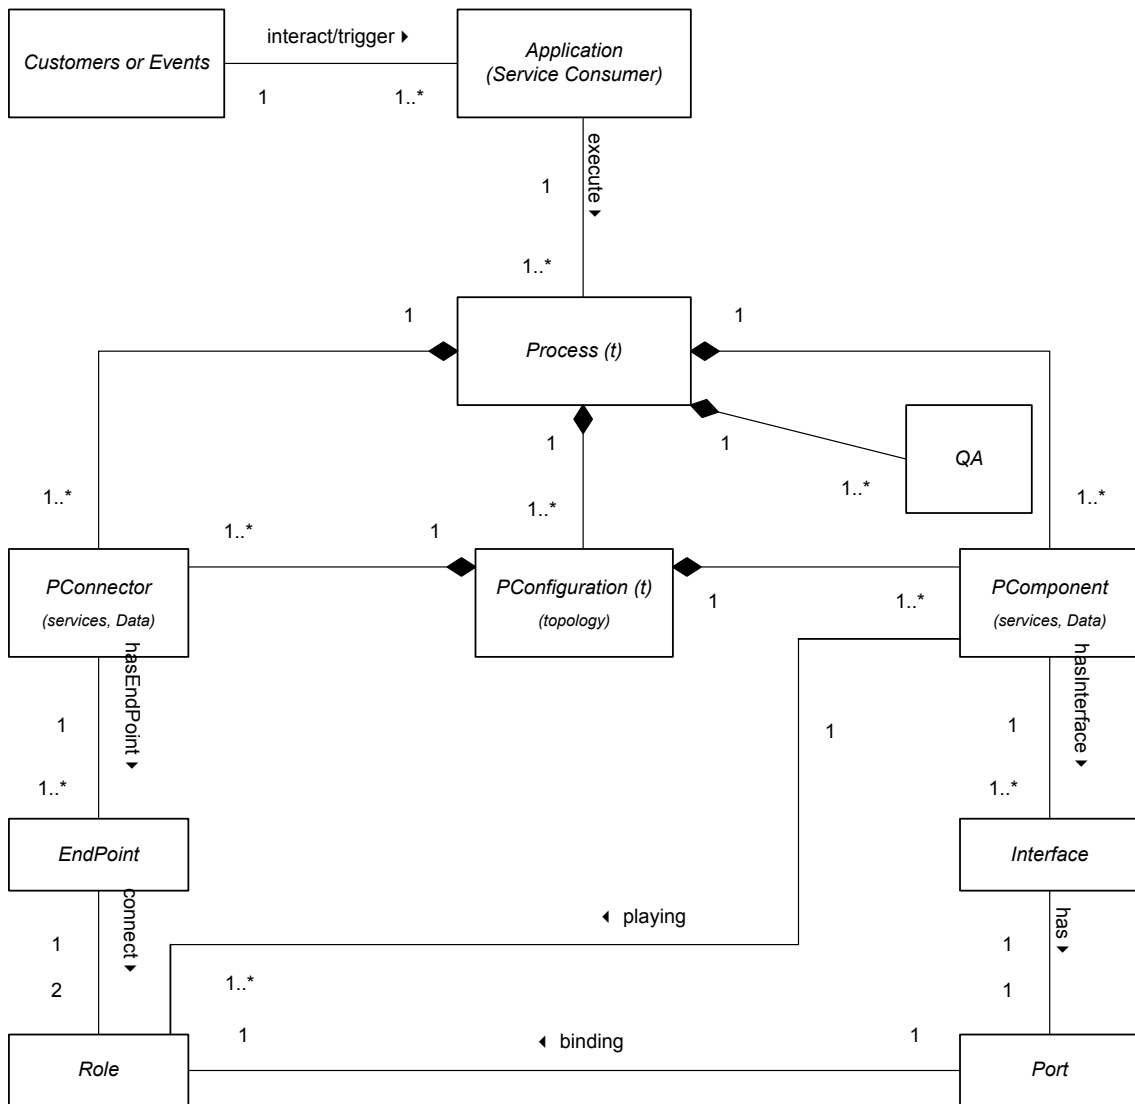 interact/trigger
Customers or Events
Application
(Service Consumer)
1
1..*
execute
1
1..*
1
1
Process (t)
1
1
QA
1..*
1..*
1..*
1..*
1..*
1
PConnector
(services, Data)
PConfiguration (t)
(topology)
PComponent
(services, Data)
1
1..*
hasEndPoint
hasInterface
1
1
1
1..*
1..*
EndPoint
Interface
connect
has
playing
1
1
2
1..*
1
1
binding
1
Role
Port